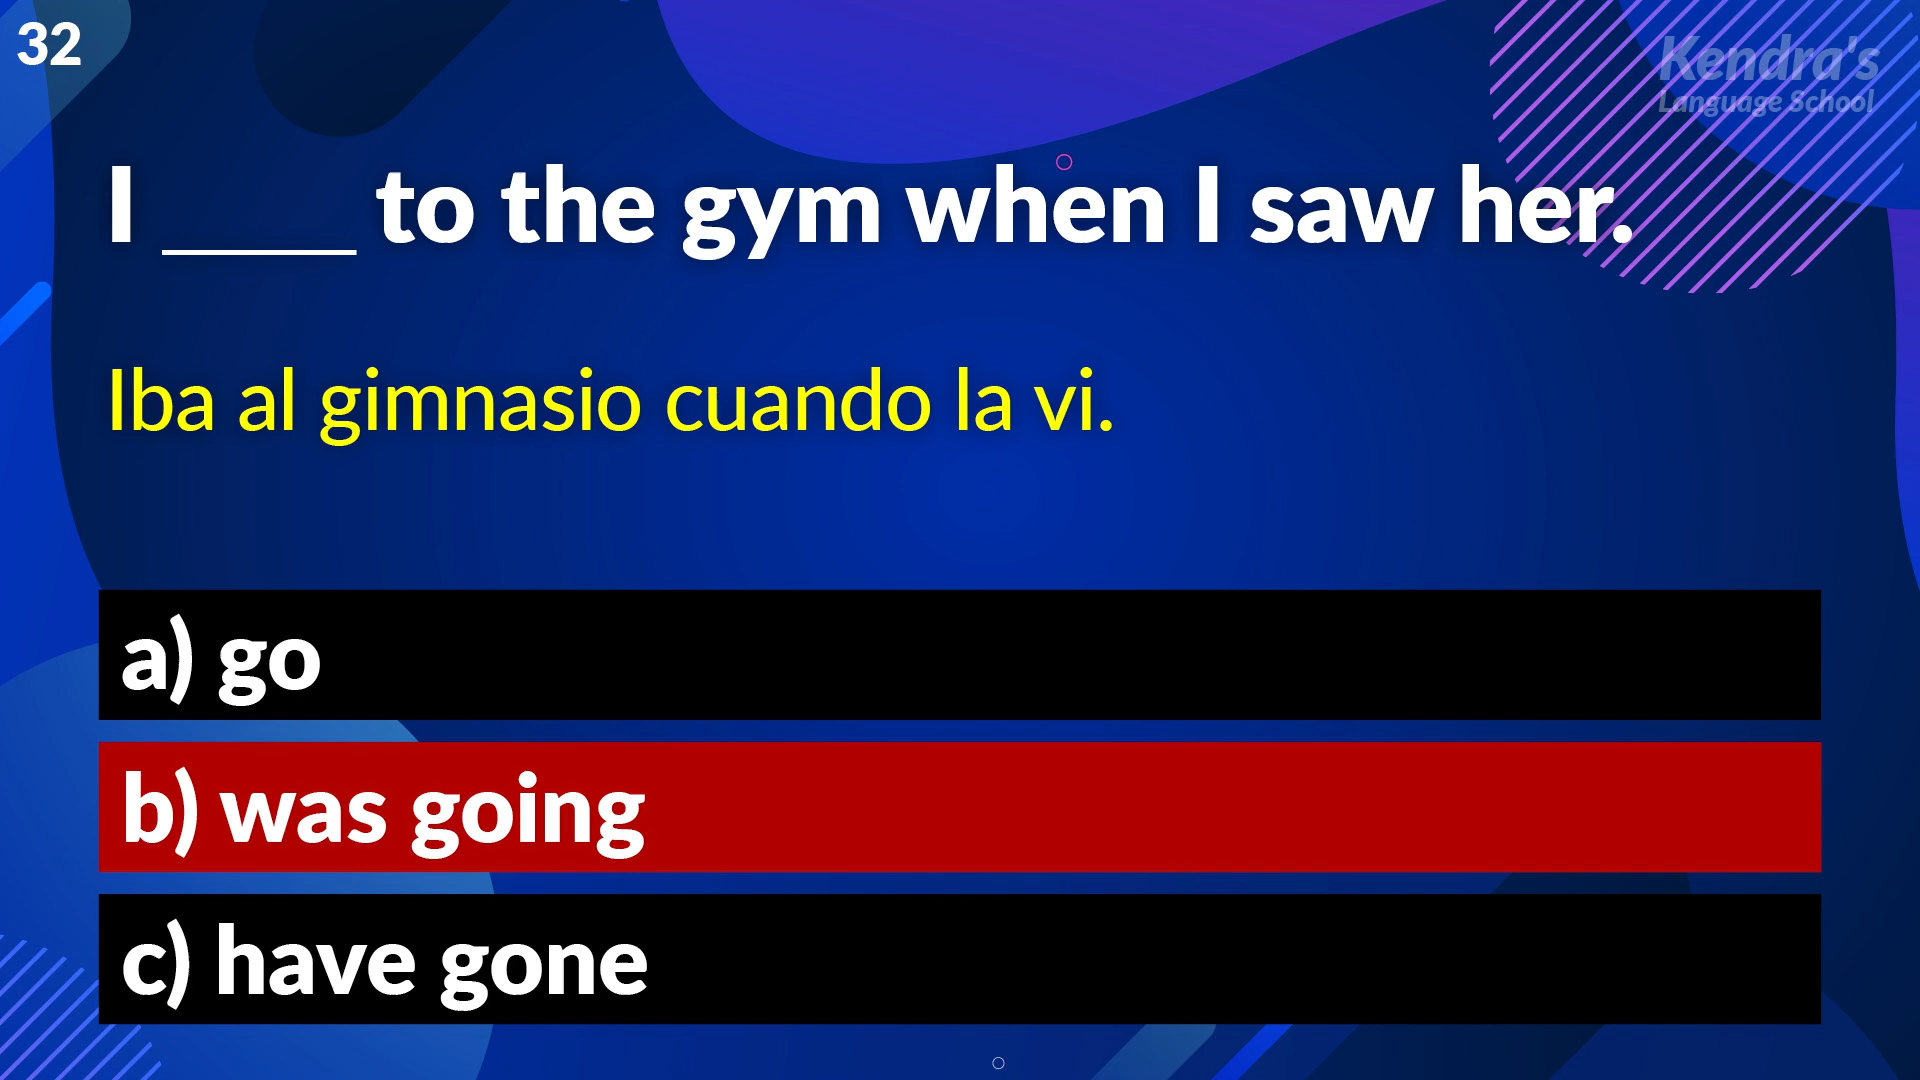 32
Kendra's
Language School
I ____ to the gym when I saw her.
Iba al gimnasio cuando la vi.
a) go
b) was going
c) have gone